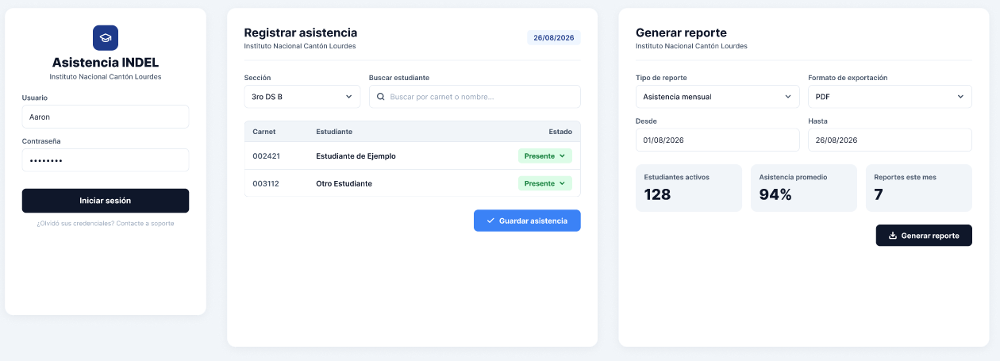 Asistencia INDEL
Instituto Nacional Cantón Lourdes
Usuario
Aaron
Contraseña
••••••••
Iniciar sesión
¿Olvidó sus credenciales? Contacte a soporte
Registrar asistencia
Instituto Nacional Cantón Lourdes
26/08/2026
Sección
Buscar estudiante
3ro DS B
Buscar por carnet o nombre...
Carnet Estudiante Estado
002421 Estudiante de Ejemplo Presente
003112 Otro Estudiante Presente
Guardar asistencia
Generar reporte
Instituto Nacional Cantón Lourdes
Tipo de reporte
Formato de exportación
Asistencia mensual
PDF
Desde
Hasta
01/08/2026
26/08/2026
Estudiantes activos
128
Asistencia promedio
94%
Reportes este mes
7
Generar reporte